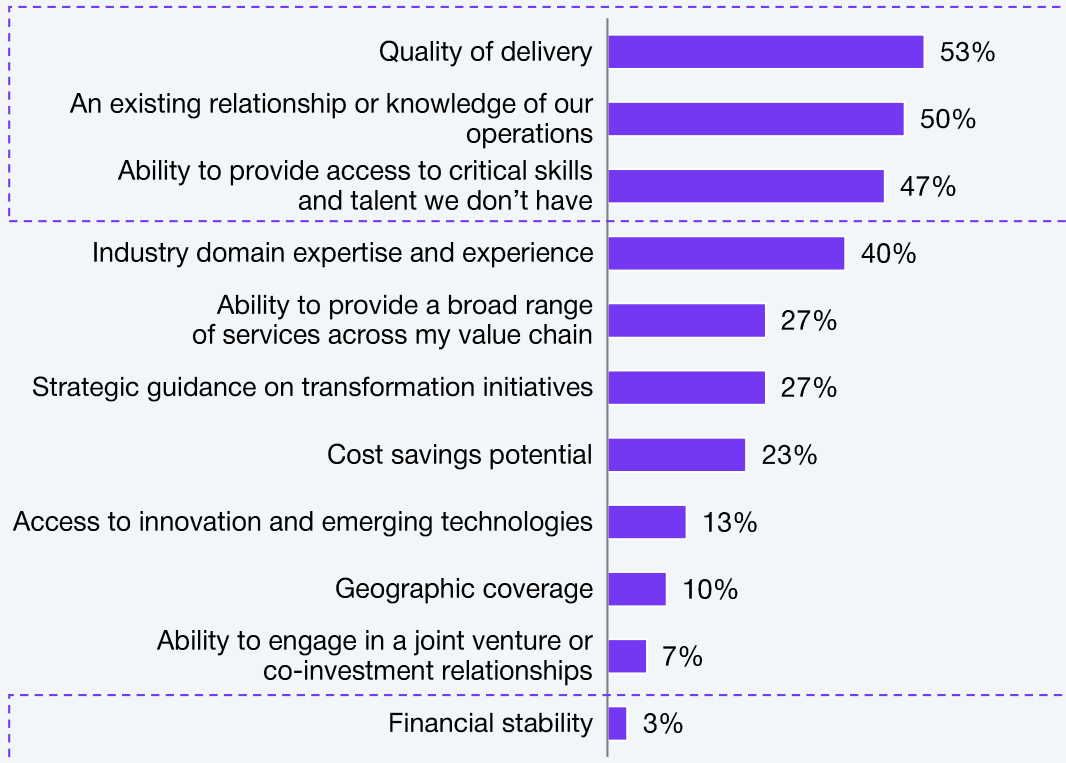 Quality of delivery 53%
An existing relationship or knowledge of our
operations 50%
Ability to provide access to critical skills
and talent we don’t have 47%
Industry domain expertise and experience 40%
Ability to provide a broad range
of services across my value chain 27%
Strategic guidance on transformation initiatives 27%
Cost savings potential 23%
Access to innovation and emerging technologies 13%
Geographic coverage 10%
Ability to engage in a joint venture or
co-investment relationships 7%
Financial stability 3%